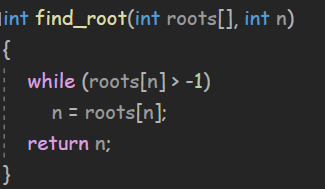 int find_root(int roots[], int n)
{
    while (roots[n] > -1)
        n = roots[n];
    return n;
}